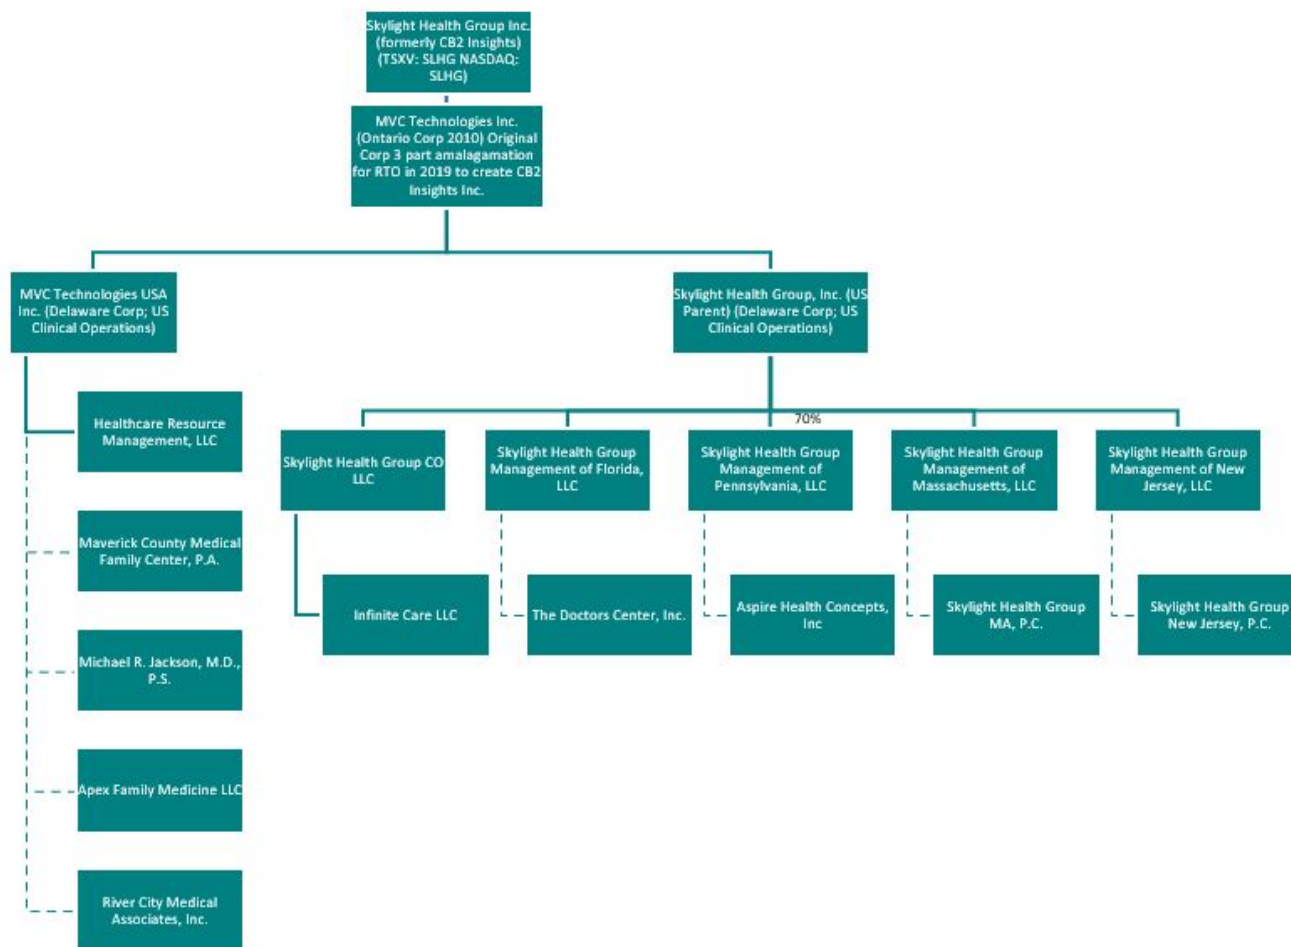 Skylight Health Group Inc.
(formerly CB2 Insights)
(TSXV: SLHG NASDAQ:
SLHG)
MVC Technologies Inc.
(Ontario Corp 2010) Original
Corp 3 part amalagamation
for RTO in 2019 to create CB2
Insights Inc.
MVC Technologies USA
Inc. (Delaware Corp; US
Clinical Operations)
Skylight Health Group, Inc. (US
Parent) (Delaware Corp; US
Clinical Operations)
Healthcare Resource
Management, LLC
Maverick County Medical
Family Center, P.A.
Michael R. Jackson, M.D.,
P.S.
Apex Family Medicine LLC
River City Medical
Associates, Inc.
70%
Skylight Health Group CO
LLC
Skylight Health Group
Management of Florida,
LLC
Skylight Health Group
Management of
Pennsylvania, LLC
Skylight Health Group
Management of
Massachusetts, LLC
Skylight Health Group
Management of New
Jersey, LLC
Infinite Care LLC
The Doctors Center, Inc.
Aspire Health Concepts,
Inc
Skylight Health Group
MA, P.C.
Skylight Health Group
New Jersey, P.C.